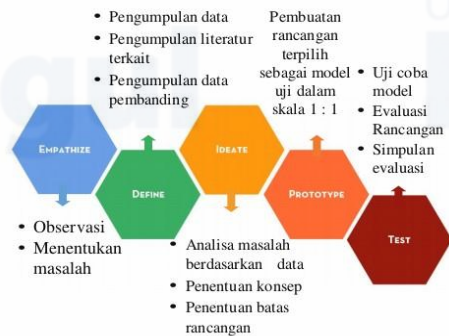 EMPATHIZE
• Observasi
• Menentukan
masalah
• Pengumpulan data
• Pengumpulan literatur
terkait
• Pengumpulan data
pembanding
DEFINE
IDEATE
• Analisa masalah
berdasarkan data
• Penentuan konsep
• Penentuan batas
rancangan
Pembuatan
rancangan
terpilih
sebagai model
uji dalam
skala 1 : 1
PROTOTYPE
• Uji coba
model
• Evaluasi
Rancangan
• Simpulan
evaluasi
TEST